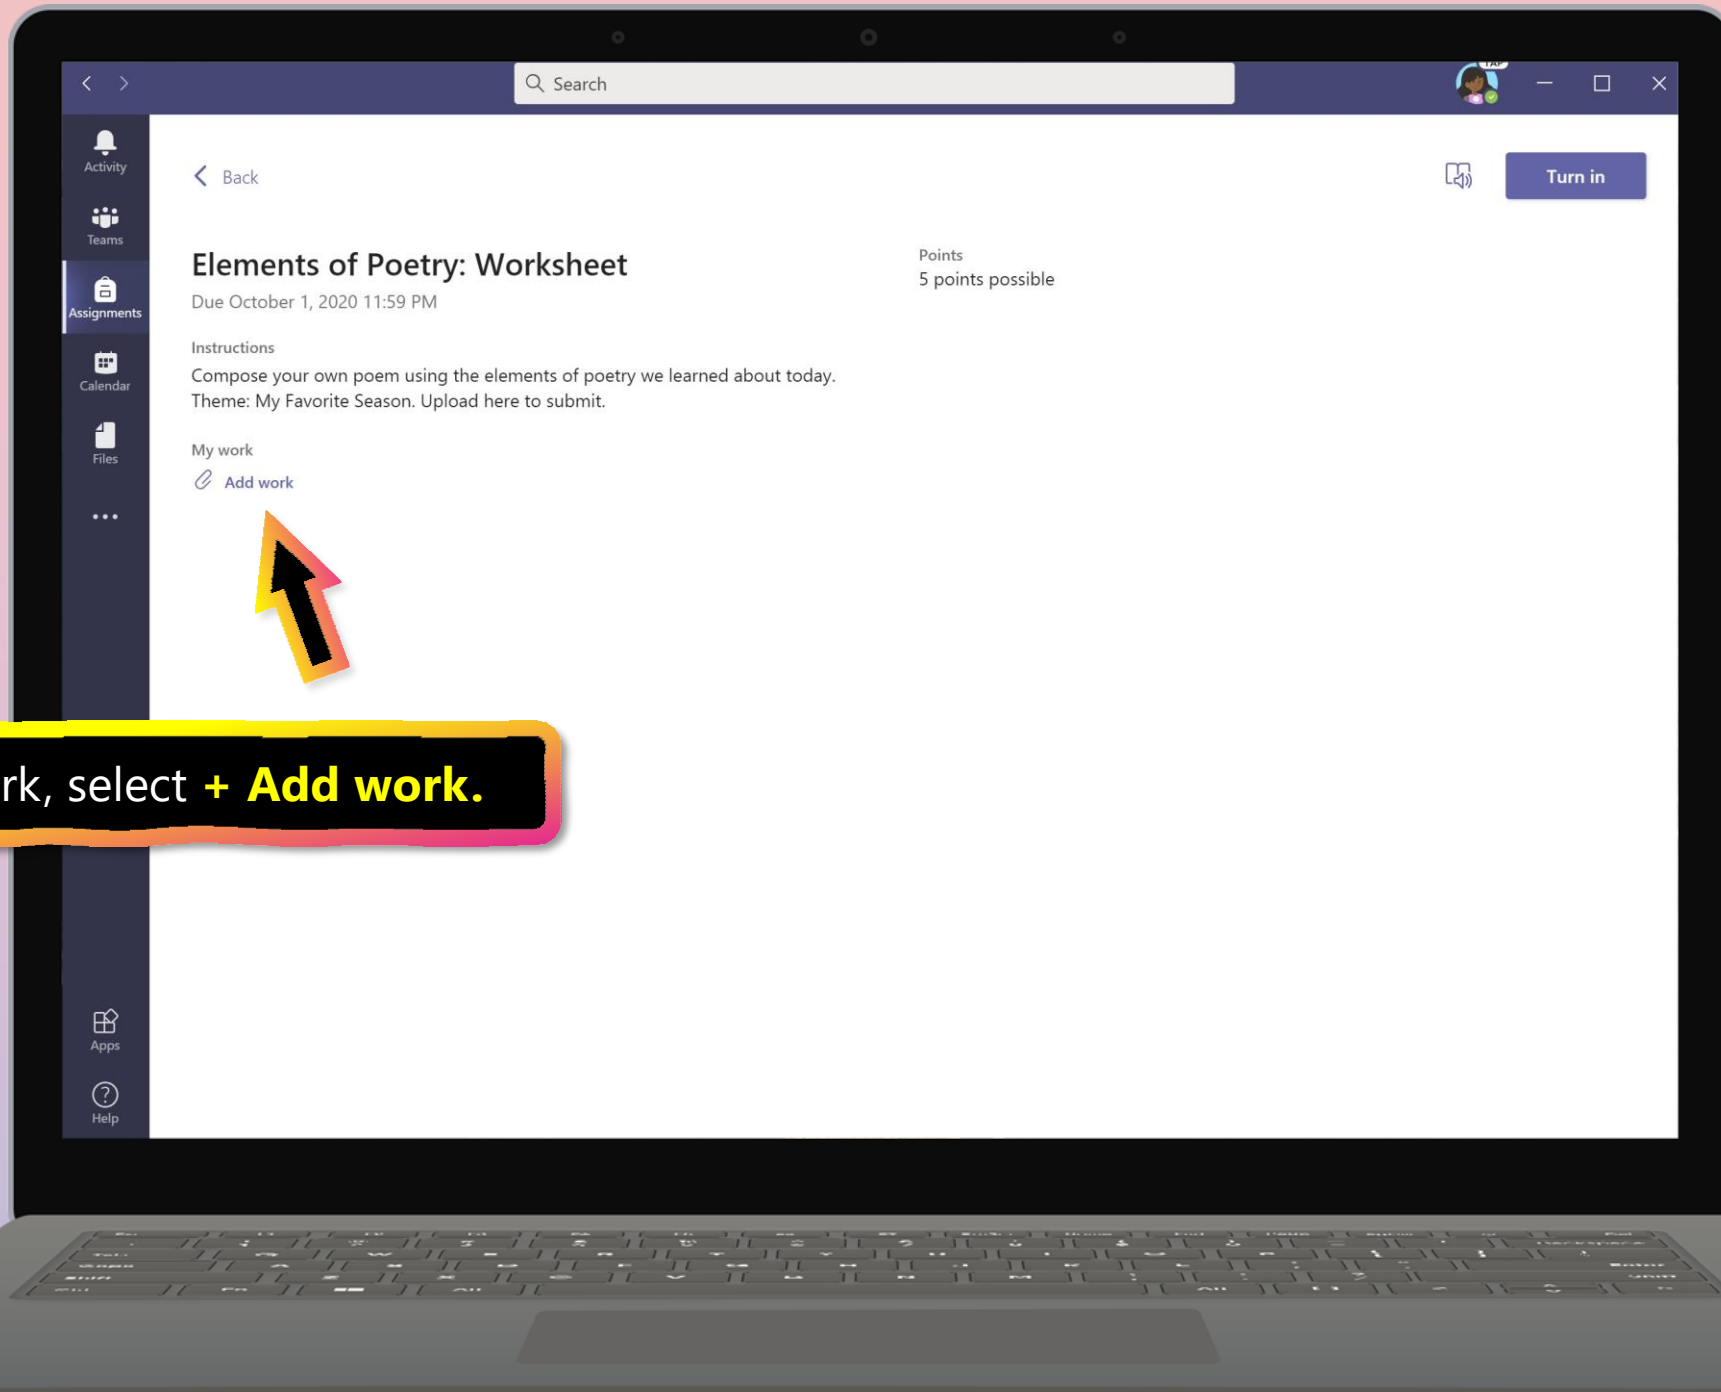 Search
TAP
Activity
Teams
Assignments
Calendar
Files
Apps
Help
Back
Turn in
Elements of Poetry: Worksheet
Due October 1, 2020 11:59 PM
Points
5 points possible
Instructions
Compose your own poem using the elements of poetry we learned about today.
Theme: My Favorite Season. Upload here to submit.
My work
Add work
rk, select + Add work.